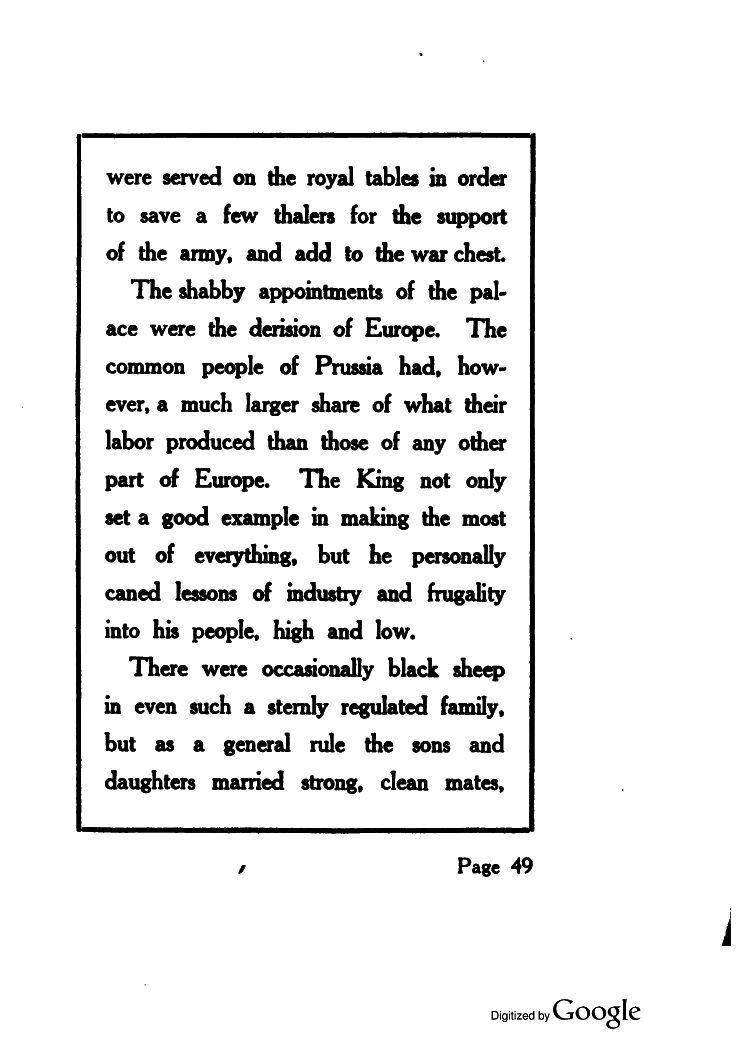 were served on the royal tables in order
to save a few thalers for the support
of the army, and add to the war chest.
The shabby appointments of the pal-
ace were the derision of Europe. The
common people of Prussia had, how-
ever, a much larger share of what their
labor produced than those of any other
part of Europe. The King not only
set a good example in making the most
out of everything, but he personally
caned lessons of industry and frugality
into his people, high and low.
There were occasionally black sheep
in even such a sternly regulated family,
but as a general rule the sons and
daughters married strong, clean mates,
Page 49
Digitized by Google